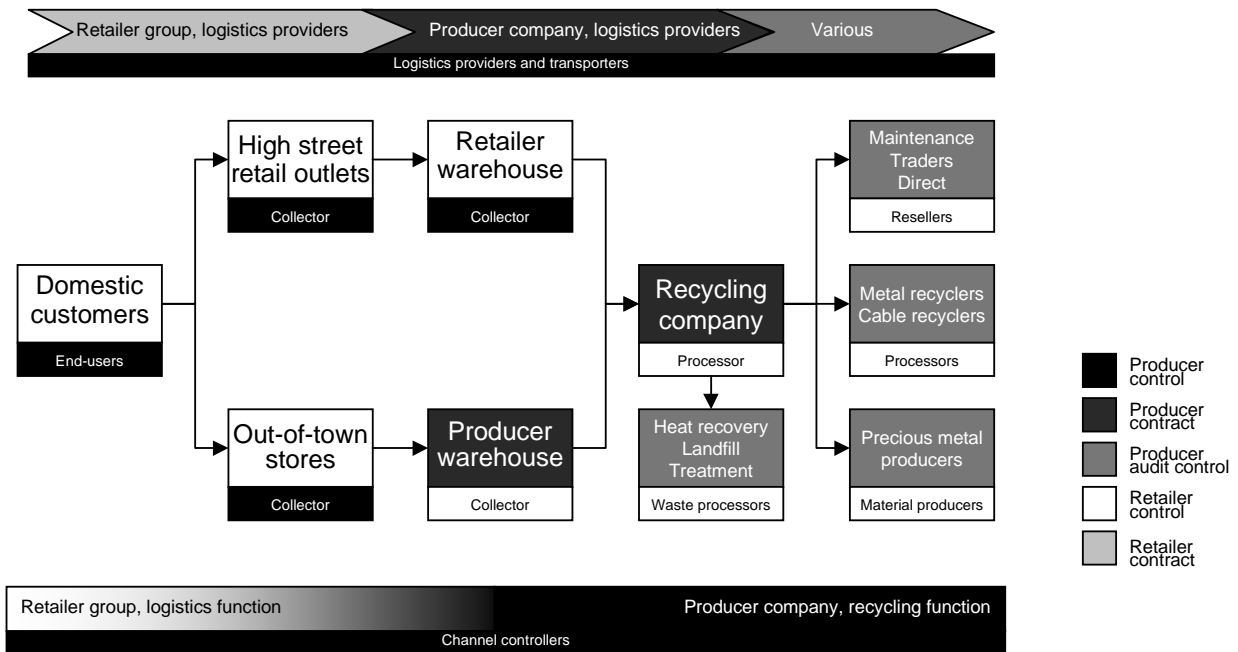 Retailer group, logistics providers
Producer company, logistics providers
Various
Logistics providers and transporters
High street
retail outlets
Collector
Retailer
warehouse
Collector
Maintenance
Traders
Direct
Resellers
Domestic
customers
End-users
Recycling
company
Processor
Metal recyclers
Cable recyclers
Processors
Out-of-town
stores
Collector
Producer
warehouse
Collector
Heat recovery
Landfill
Treatment
Waste processors
Precious metal
producers
Material producers
Producer
control
Producer
contract
Producer
audit control
Retailer
control
Retailer
contract
Retailer group, logistics function
Producer company, recycling function
Channel controllers